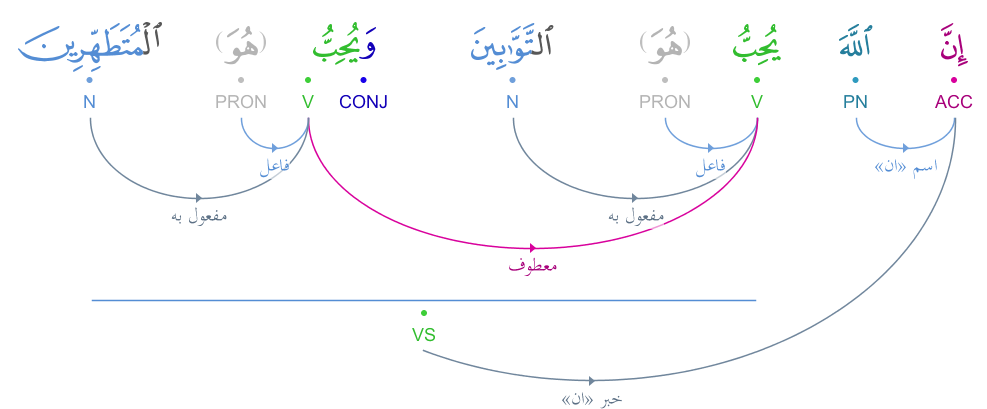 إِنَّ ٱللَّهَ يُحِبُّ (هُوَ) ٱلتَّوَّٰبِينَ وَيُحِبُّ (هُوَ) ٱلْمُتَطَهِّرِينَ
ACC PN V PRON N CONJ V PRON N
اسم «ان» فاعل فاعل
مفعول به مفعول به
معطوف
VS
خبر «ان»